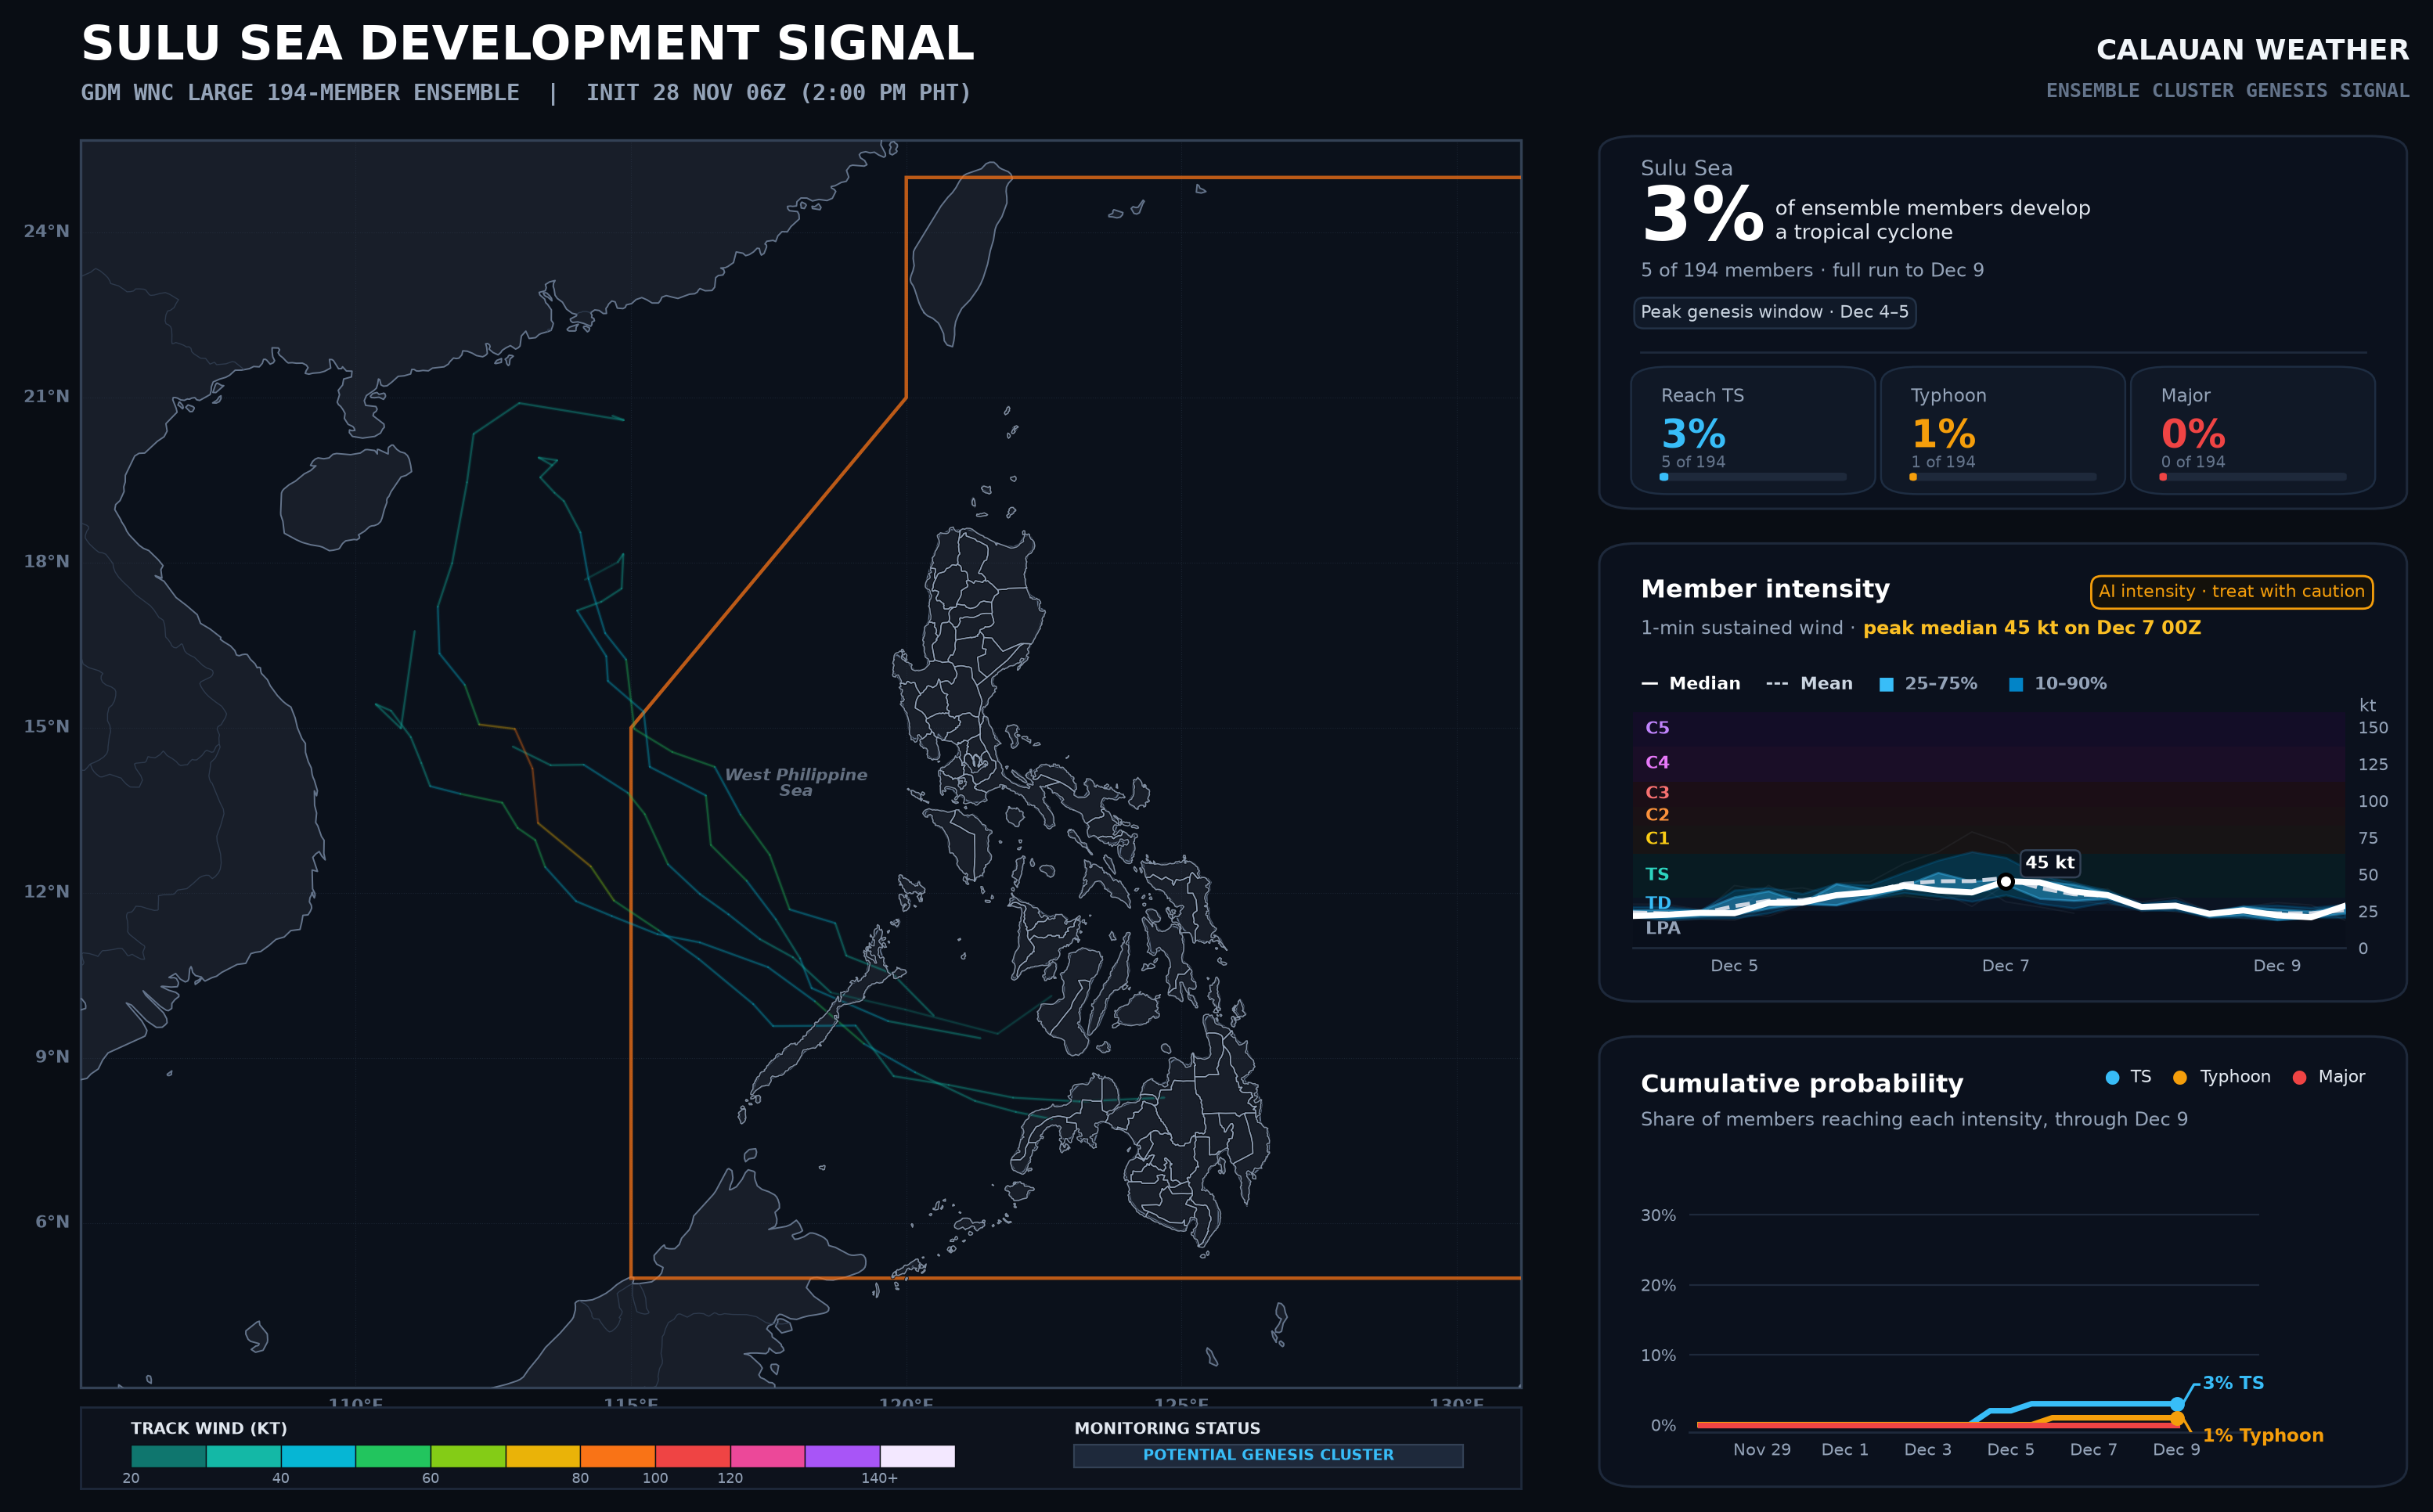 SULU SEA DEVELOPMENT SIGNAL
GDM WNC LARGE 194-MEMBER ENSEMBLE | INIT 28 NOV 06Z (2:00 PM PHT)
CALAUAN WEATHER
ENSEMBLE CLUSTER GENESIS SIGNAL
24°N
21°N
18°N
15°N
12°N
9°N
6°N
West Philippine
Sea
110°E
115°E
120°E
125°E
130°E
TRACK WIND (KT)
20
40
60
80
100
120
140+
MONITORING STATUS
POTENTIAL GENESIS CLUSTER
Sulu Sea
3%
of ensemble members develop
a tropical cyclone
5 of 194 members · full run to Dec 9
Peak genesis window · Dec 4–5
Reach TS
3%
5 of 194
Typhoon
1%
1 of 194
Major
0%
0 of 194
Member intensity
AI intensity · treat with caution
1-min sustained wind · peak median 45 kt on Dec 7 00Z
Median
Mean
25–75%
10–90%
kt
C5
C4
C3
C2
C1
TS
TD
LPA
45 kt
150
125
100
75
50
25
0
Dec 5
Dec 7
Dec 9
Cumulative probability
TS
Typhoon
Major
Share of members reaching each intensity, through Dec 9
30%
20%
10%
0%
3% TS
1% Typhoon
Nov 29
Dec 1
Dec 3
Dec 5
Dec 7
Dec 9